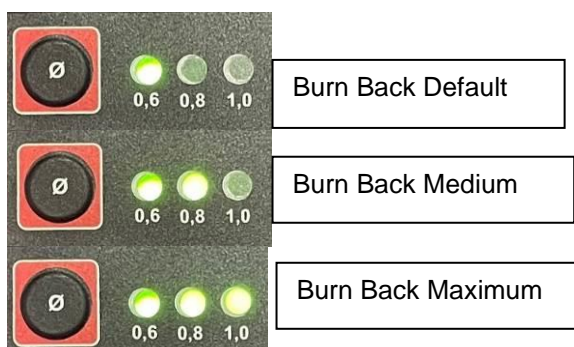 Ø
0,6 0,8 1,0
Burn Back Default
Ø
0,6 0,8 1,0
Burn Back Medium
Ø
0,6 0,8 1,0
Burn Back Maximum